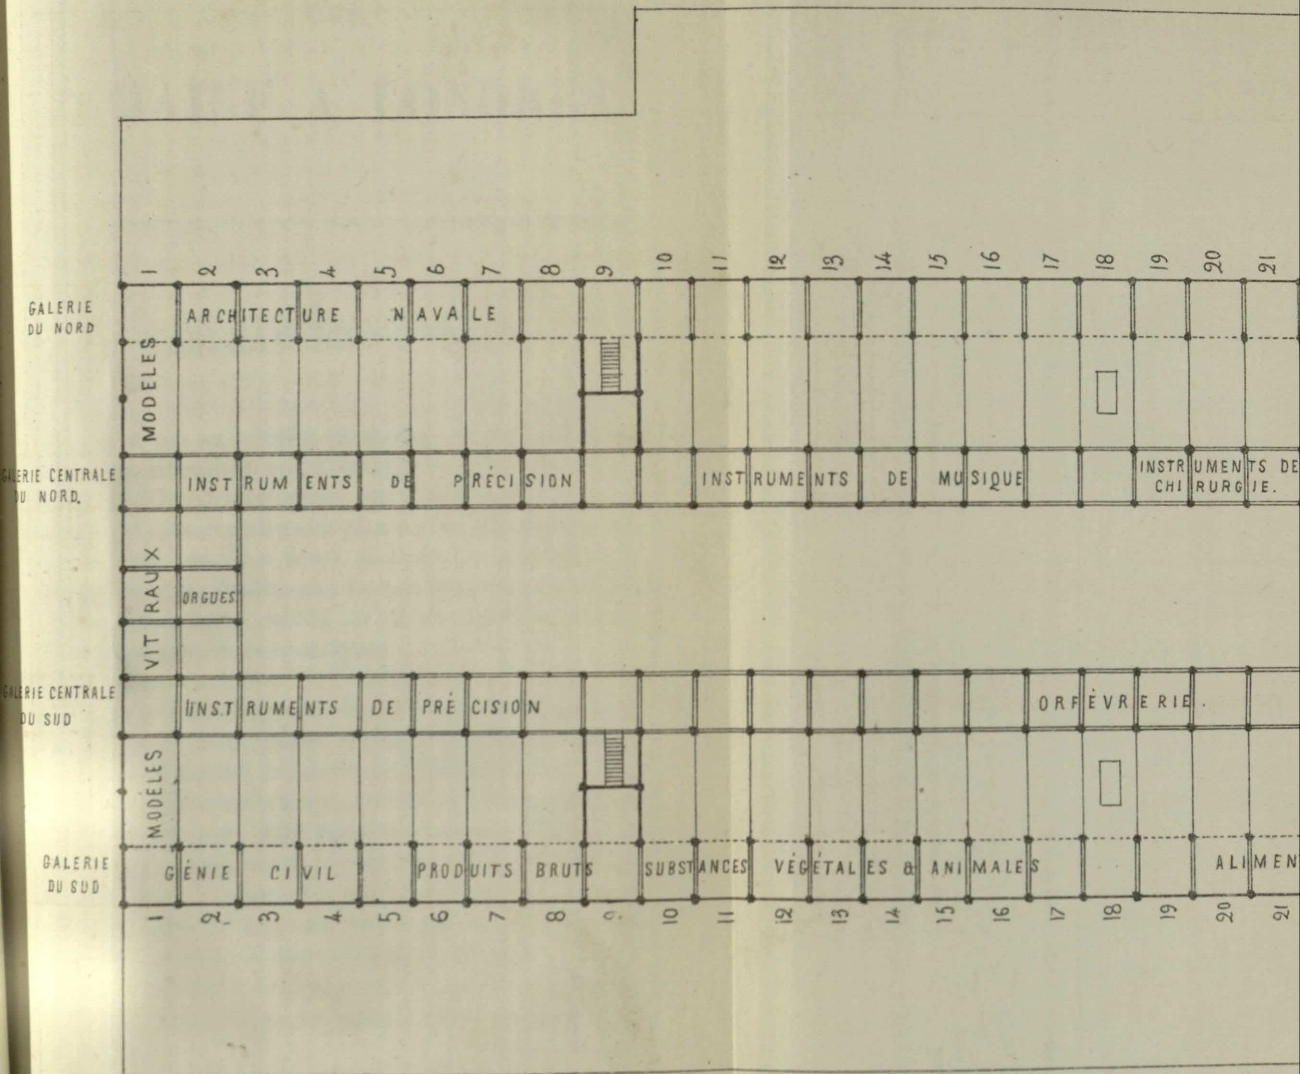 1 2 3 4 5 6 7 8 9 10 11 12 13 14 15 16 17 18 19 20 21
GALERIE
DU NORD
ARCHITECTURE NAVALE
MODELES
GALERIE CENTRALE
DU NORD.
INSTRUMENTS DE PRÉCISION
INSTRUMENTS DE MUSIQUE
INSTRUMENTS DE
CHIRURGIE.
VITRAUX
ORGUES
GALERIE CENTRALE
DU SUD
INSTRUMENTS DE PRÉCISION
ORFÈVRERIE.
MODÈLES
GALERIE
DU SUD
GÉNIE CIVIL
PRODUITS BRUTS
SUBSTANCES VÉGÉTALES & ANIMALES
ALIMEN
1 2 3 4 5 6 7 8 9 10 11 12 13 14 15 16 17 18 19 20 21